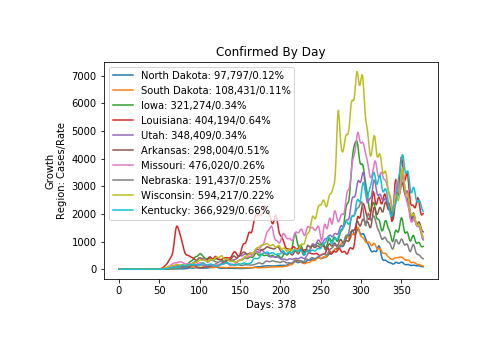 Confirmed By Day
7000
6000
5000
4000
3000
2000
1000
0
Growth
Region: Cases/Rate
North Dakota: 97,797/0.12%
South Dakota: 108,431/0.11%
Iowa: 321,274/0.34%
Louisiana: 404,194/0.64%
Utah: 348,409/0.34%
Arkansas: 298,004/0.51%
Missouri: 476,020/0.26%
Nebraska: 191,437/0.25%
Wisconsin: 594,217/0.22%
Kentucky: 366,929/0.66%
0 50 100 150 200 250 300 350
Days: 378